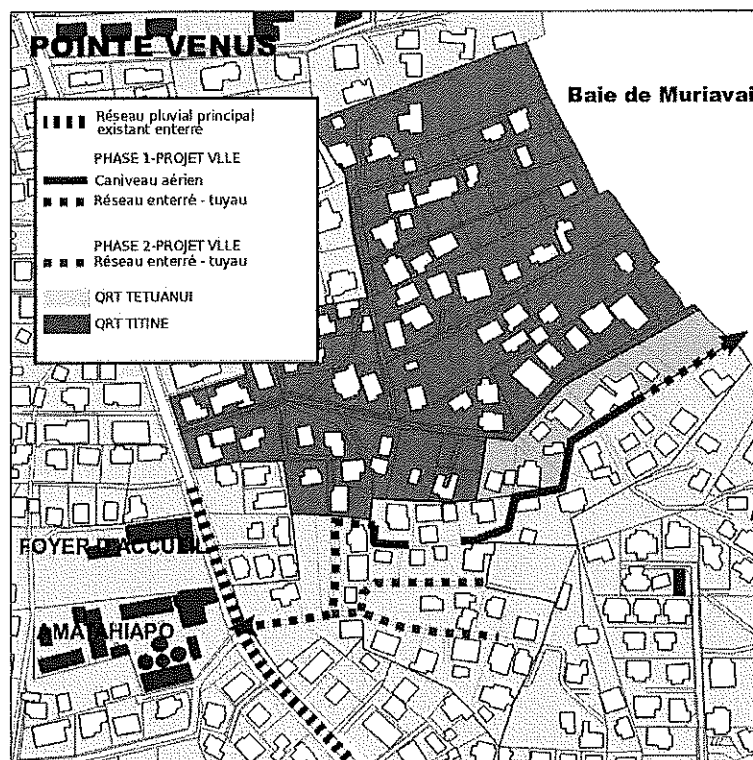 POINTE VENUS
Baie de Muriavai
Réseau pluvial principal
existant enterré
PHASE 1-PROJET VLLE
Caniveau aérien
Réseau enterré - tuyau
PHASE 2-PROJET VLLE
Réseau enterré - tuyau
QRT TETUANUI
QRT TITINE
FOYER D'ACCUEIL
AMATAHIAPO